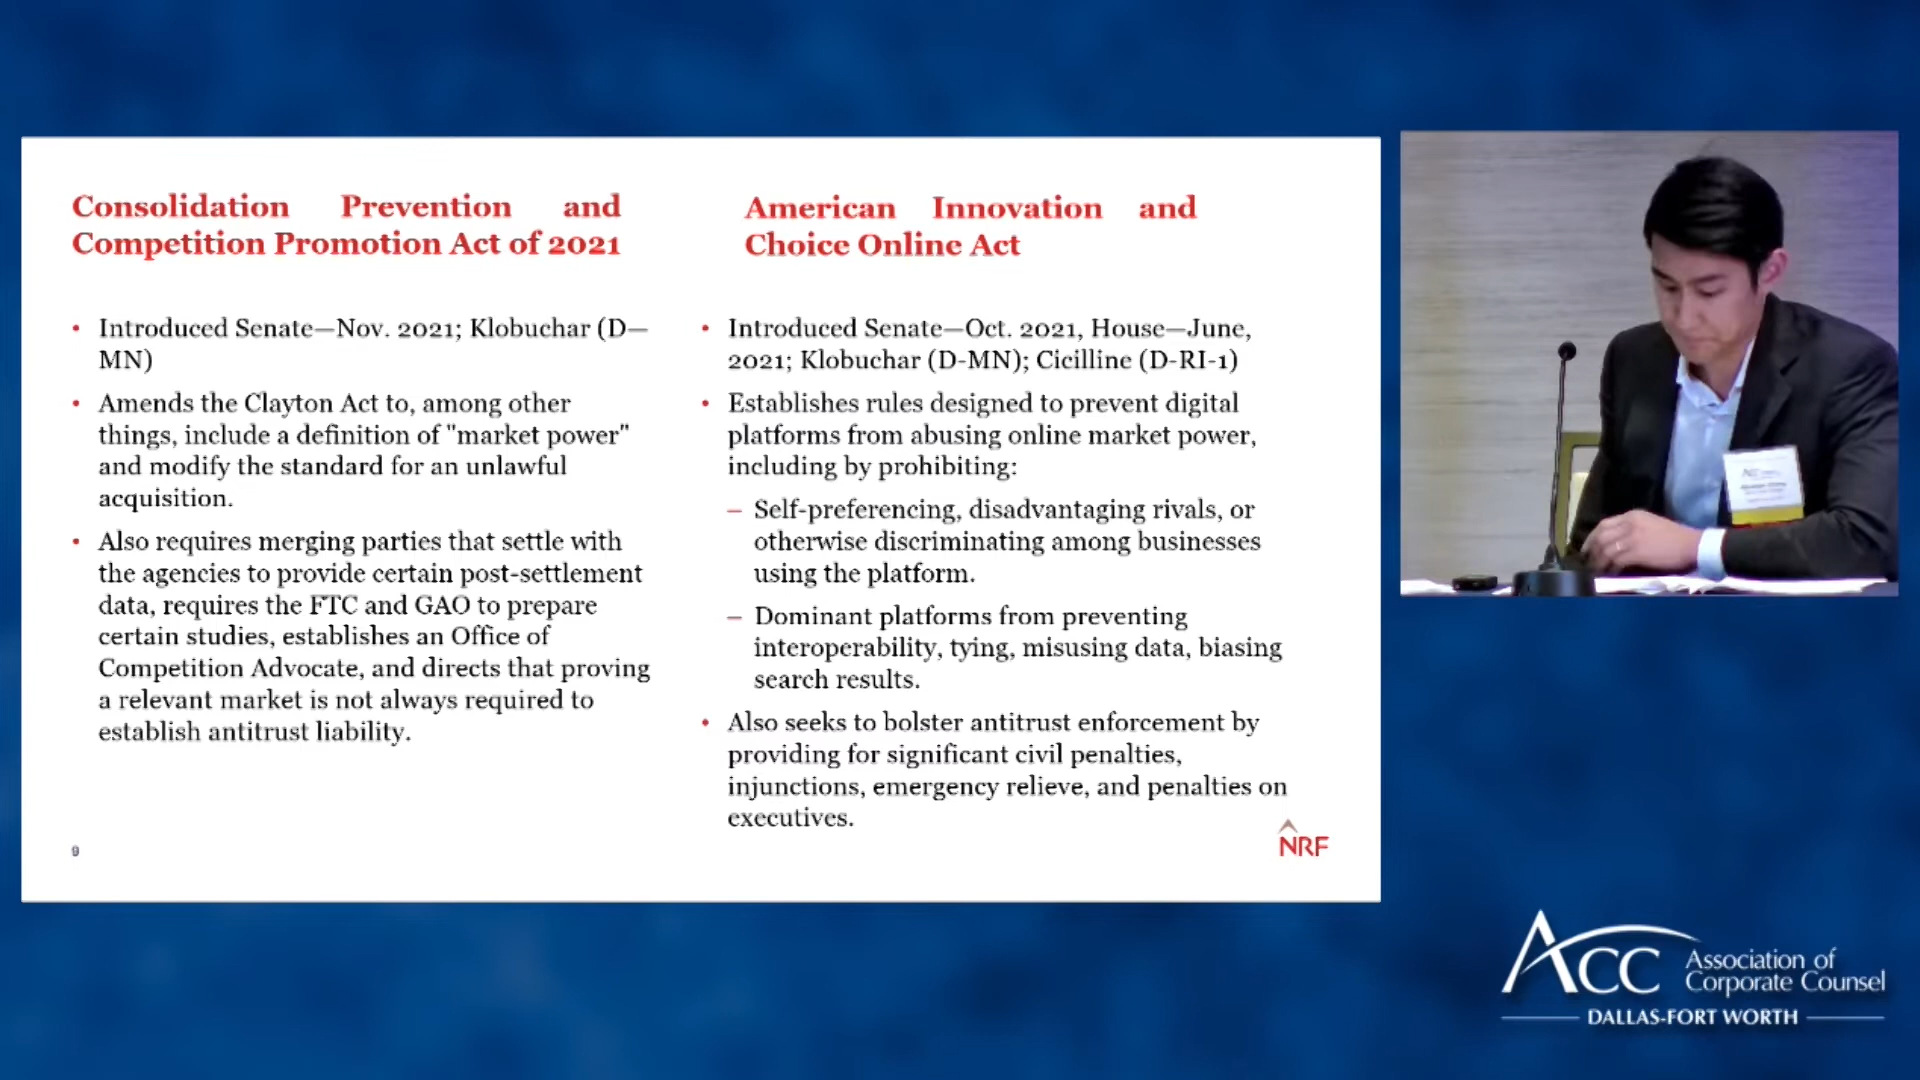 Consolidation Prevention and
Competition Promotion Act of 2021
• Introduced Senate—Nov. 2021; Klobuchar (D—
MN)
• Amends the Clayton Act to, among other
things, include a definition of "market power"
and modify the standard for an unlawful
acquisition.
• Also requires merging parties that settle with
the agencies to provide certain post-settlement
data, requires the FTC and GAO to prepare
certain studies, establishes an Office of
Competition Advocate, and directs that proving
a relevant market is not always required to
establish antitrust liability.
9
American Innovation and
Choice Online Act
• Introduced Senate—Oct. 2021, House—June,
2021; Klobuchar (D-MN); Cicilline (D-RI-1)
• Establishes rules designed to prevent digital
platforms from abusing online market power,
including by prohibiting:
– Self-preferencing, disadvantaging rivals, or
otherwise discriminating among businesses
using the platform.
– Dominant platforms from preventing
interoperability, tying, misusing data, biasing
search results.
• Also seeks to bolster antitrust enforcement by
providing for significant civil penalties,
injunctions, emergency relieve, and penalties on
executives.
NRF
ACC
ACC Association of
Corporate Counsel
DALLAS-FORT WORTH